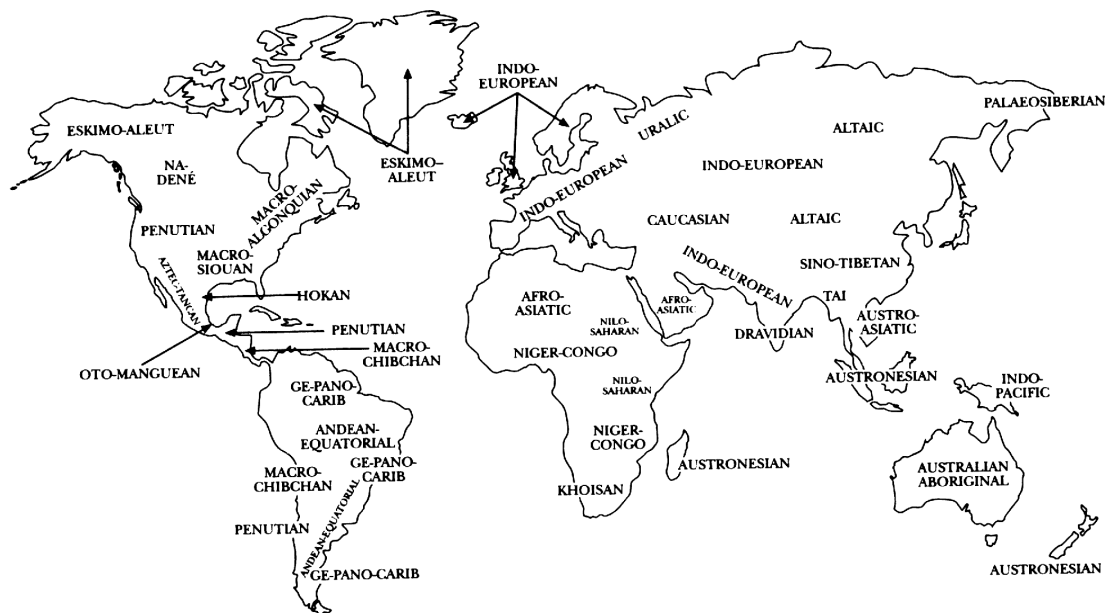 INDO-
EUROPEAN
PALAEOSIBERIAN
ESKIMO-ALEUT
URALIC
ALTAIC
NA-
DENÉ
ESKIMO–
ALEUT
INDO-EUROPEAN
INDO-EUROPEAN
MACRO-
ALGONQUIAN
PENUTIAN
CAUCASIAN
ALTAIC
MACRO-
SIOUAN
AZTEC-TANOAN
INDO-EUROPEAN
SINO-TIBETAN
HOKAN
AFRO-
ASIATIC
AFRO-
ASIATIC
TAI
NILO-
SAHARAN
DRAVIDIAN
AUSTRO-
ASIATIC
PENUTIAN
MACRO-
CHIBCHAN
NIGER-CONGO
OTO-MANGUEAN
GE-PANO-
CARIB
NILO-
SAHARAN
AUSTRONESIAN
INDO-
PACIFIC
ANDEAN-
EQUATORIAL
NIGER-
CONGO
MACRO-
CHIBCHAN
GE-PANO-
CARIB
AUSTRONESIAN
AUSTRALIAN
ABORIGINAL
KHOISAN
PENUTIAN
ANDEAN-EQUATORIAL
GE-PANO-CARIB
AUSTRONESIAN